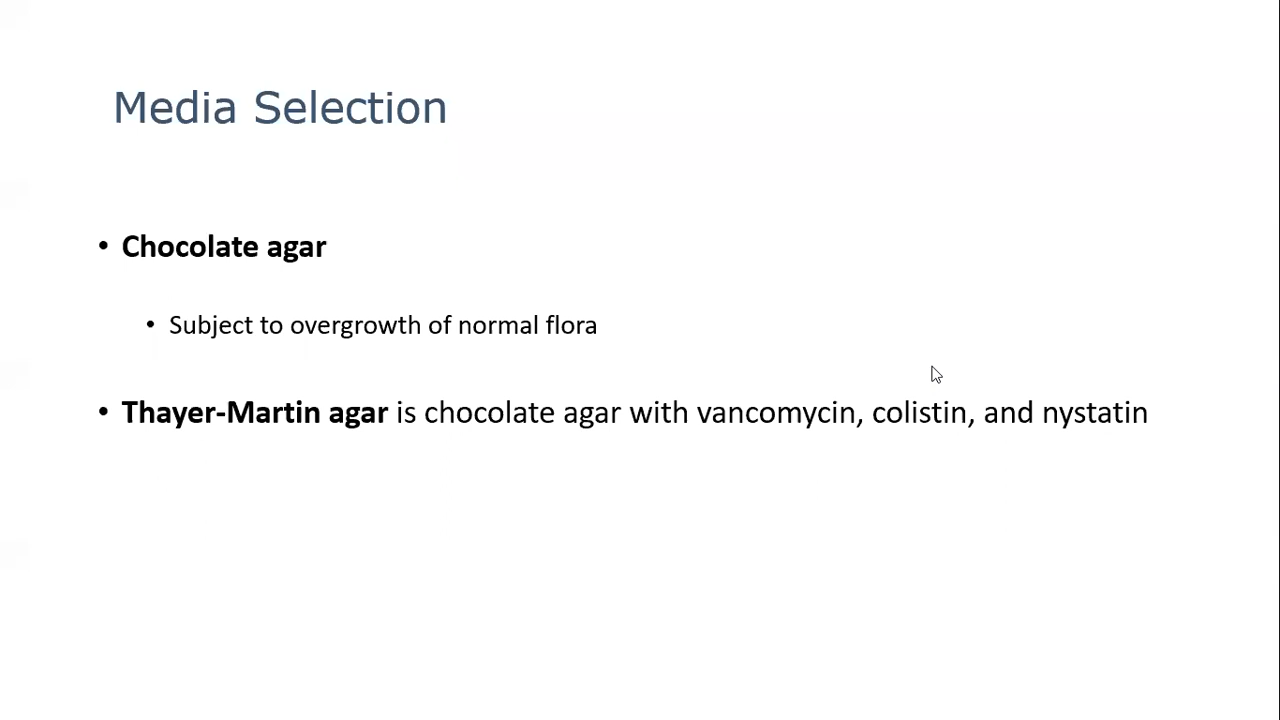 Media Selection
• Chocolate agar
• Subject to overgrowth of normal flora
• Thayer-Martin agar is chocolate agar with vancomycin, colistin, and nystatin